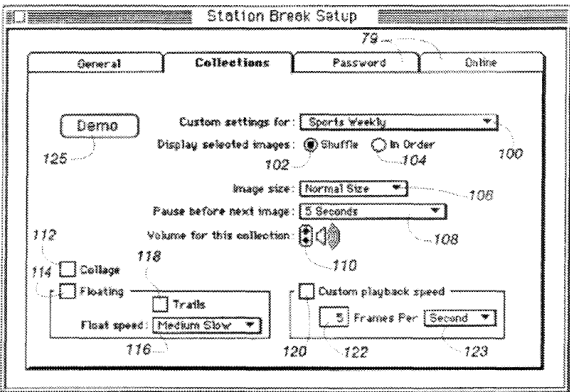 Station Break Setup
79
General Collections Password Online
Demo
125
Custom settings for: Sports Weekly
100
Display selected images: Shuffle In Order
102 104
Image size: Normal Size
106
Pause before next image: 5 Seconds
108
Volume for this collection:
110
112
Collage
114 118
Floating
Trails
Float speed: Medium Slow
116
Custom playback speed
5 Frames Per Second
120 122 123